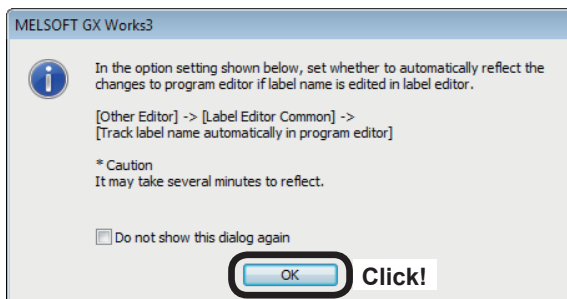 MELSOFT GX Works3
In the option setting shown below, set whether to automatically reflect the
changes to program editor if label name is edited in label editor.
[Other Editor] -> [Label Editor Common] ->
[Track label name automatically in program editor]
* Caution
It may take several minutes to reflect.
Do not show this dialog again
OK Click!